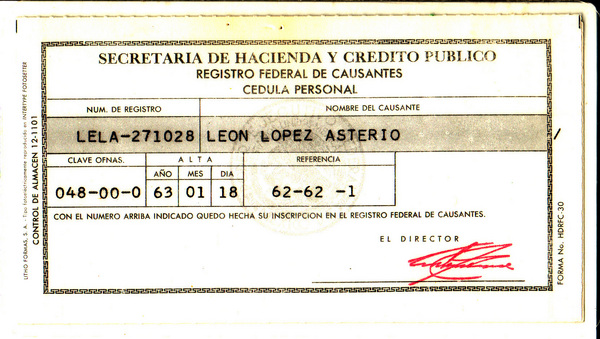 SECRETARIA DE HACIENDA Y CREDITO PUBLICO
REGISTRO FEDERAL DE CAUSANTES
CEDULA PERSONAL
NUM. DE REGISTRO NOMBRE DEL CAUSANTE
LELA-271028 LEON LOPEZ ASTERIO
CLAVE OFNAS. ALTA REFERENCIA
AÑO MES DIA
048-00-0 63 01 18 62-62 -1
CON EL NUMERO ARRIBA INDICADO QUEDO HECHA SU INSCRIPCION EN EL REGISTRO FEDERAL DE CAUSANTES.
EL DIRECTOR
LITHO FORMAS, S. A.
CONTROL DE ALMACEN 12-1101
FORMA No. HDRFC-30